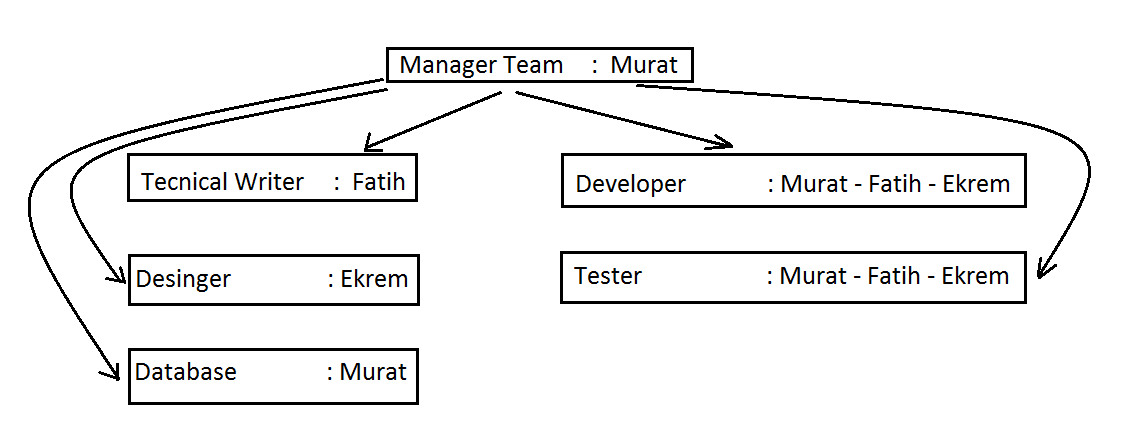 Manager Team : Murat
Tecnical Writer : Fatih
Developer : Murat - Fatih - Ekrem
Desinger : Ekrem
Tester : Murat - Fatih - Ekrem
Database : Murat